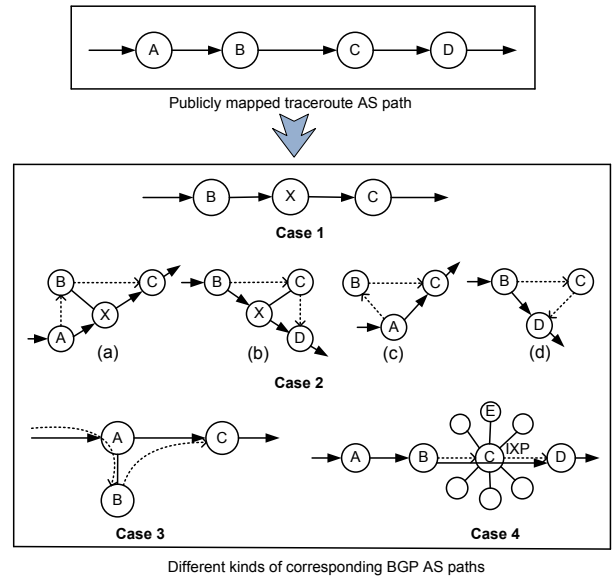 A B C D
Publicly mapped traceroute AS path
B X C
Case 1
B C B C B C B C
X X
A D A D
(a) (b) (c) (d)
Case 2
A C
B
Case 3
E
A B C IXP D
Case 4
Different kinds of corresponding BGP AS paths